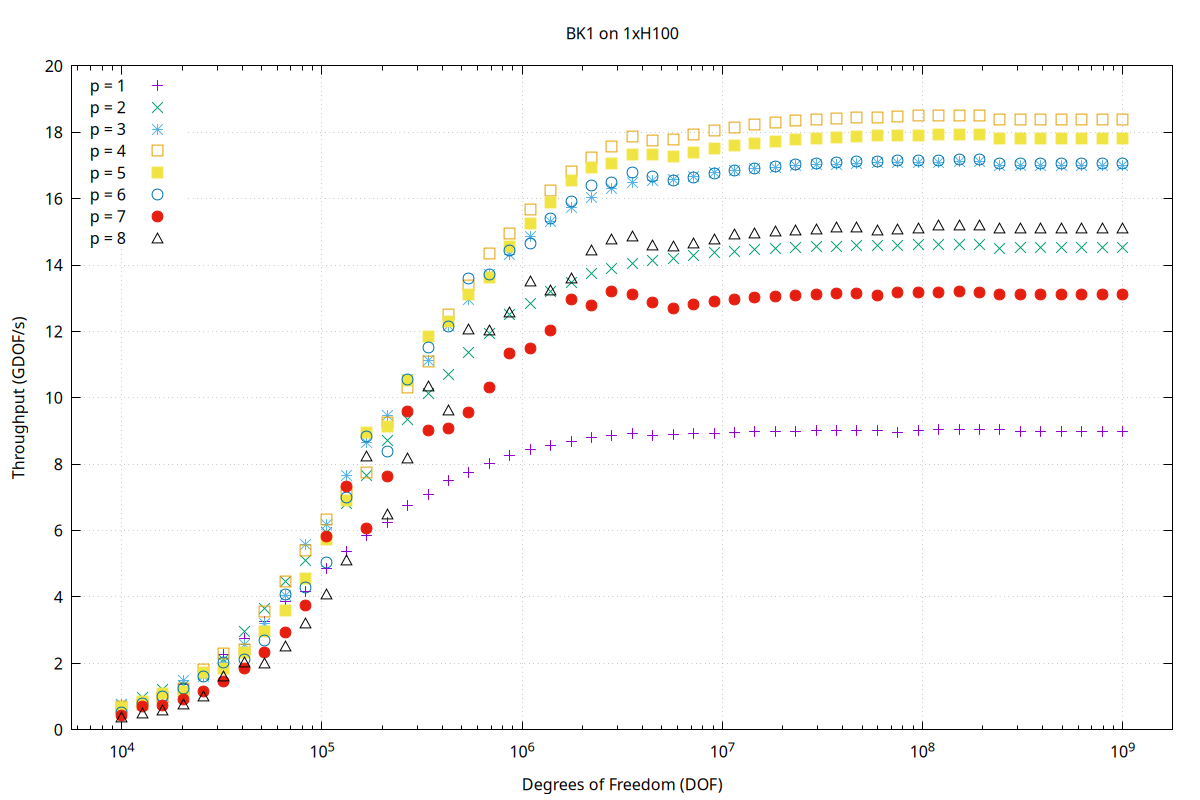 BK1 on 1xH100
Throughput (GDOF/s)
20
18
16
14
12
10
8
6
4
2
0
p = 1
p = 2
p = 3
p = 4
p = 5
p = 6
p = 7
p = 8
10⁴ 10⁵ 10⁶ 10⁷ 10⁸ 10⁹
Degrees of Freedom (DOF)